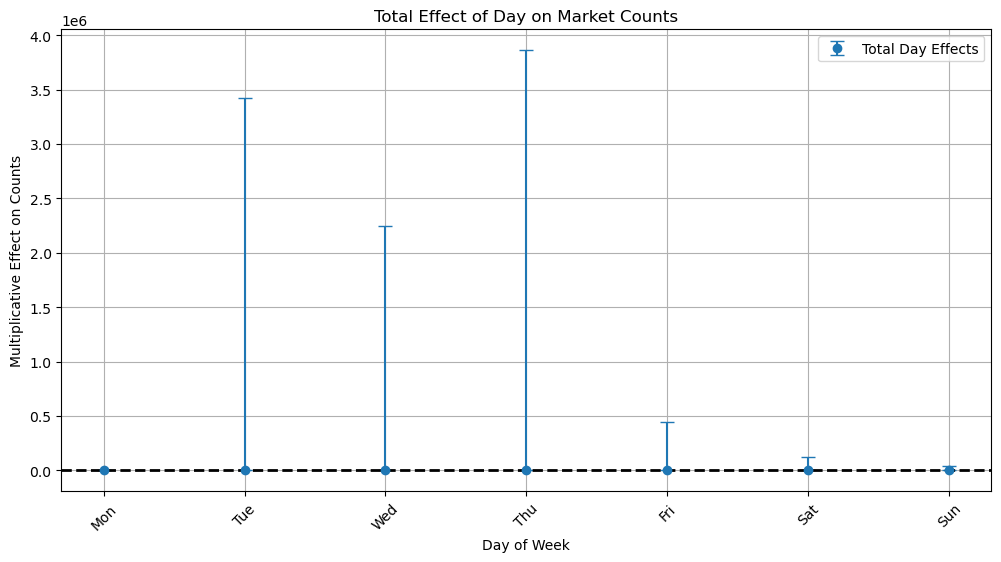 Total Effect of Day on Market Counts
1e6
4.0
3.5
3.0
2.5
2.0
1.5
1.0
0.5
0.0
Multiplicative Effect on Counts
Total Day Effects
Mon
Tue
Wed
Thu
Fri
Sat
Sun
Day of Week